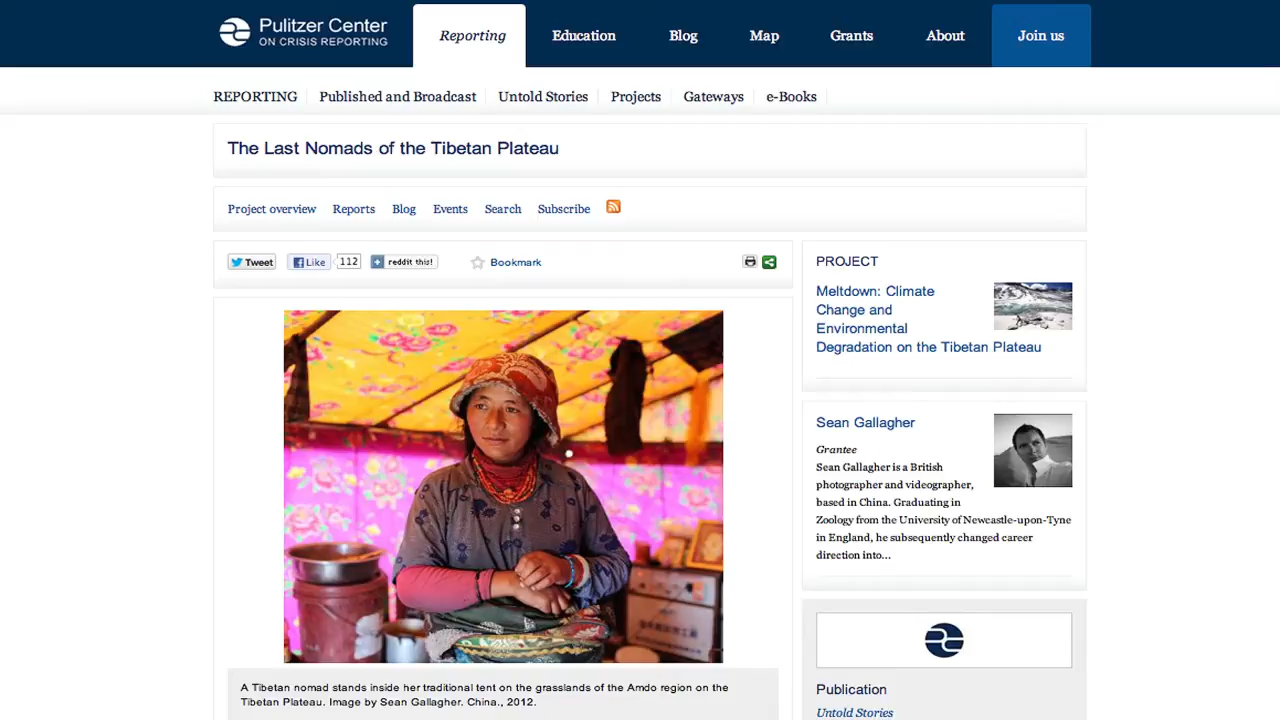 Pulitzer Center
ON CRISIS REPORTING
Reporting
Education
Blog
Map
Grants
About
Join us
REPORTING
Published and Broadcast
Untold Stories
Projects
Gateways
e-Books
The Last Nomads of the Tibetan Plateau
Project overview
Reports
Blog
Events
Search
Subscribe
Tweet
Like
112
reddit this!
Bookmark
A Tibetan nomad stands inside her traditional tent on the grasslands of the Amdo region on the
Tibetan Plateau. Image by Sean Gallagher. China., 2012.
PROJECT
Meltdown: Climate
Change and
Environmental
Degradation on the Tibetan Plateau
Sean Gallagher
Grantee
Sean Gallagher is a British
photographer and videographer,
based in China. Graduating in
Zoology from the University of Newcastle-upon-Tyne
in England, he subsequently changed career
direction into...
Publication
Untold Stories